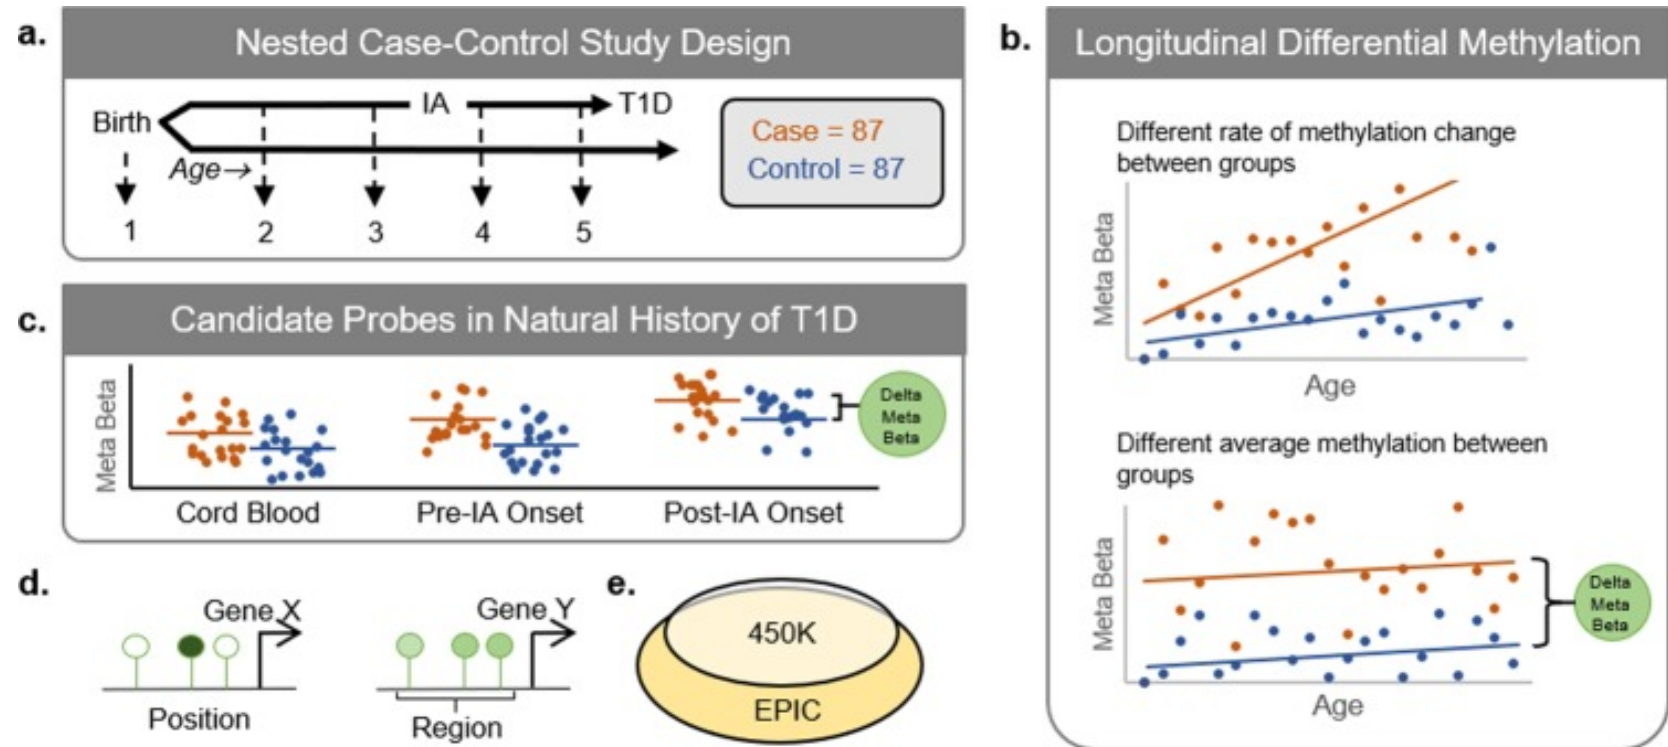 a.
Nested Case-Control Study Design
Birth
IA
T1D
Age→
1
2
3
4
5
Case = 87
Control = 87
b.
Longitudinal Differential Methylation
Different rate of methylation change
between groups
Meta Beta
Age
Different average methylation between
groups
Meta Beta
Delta
Meta
Beta
Age
c.
Candidate Probes in Natural History of T1D
Meta Beta
Delta
Meta
Beta
Cord Blood
Pre-IA Onset
Post-IA Onset
d.
Gene X
Position
Gene Y
Region
e.
450K
EPIC